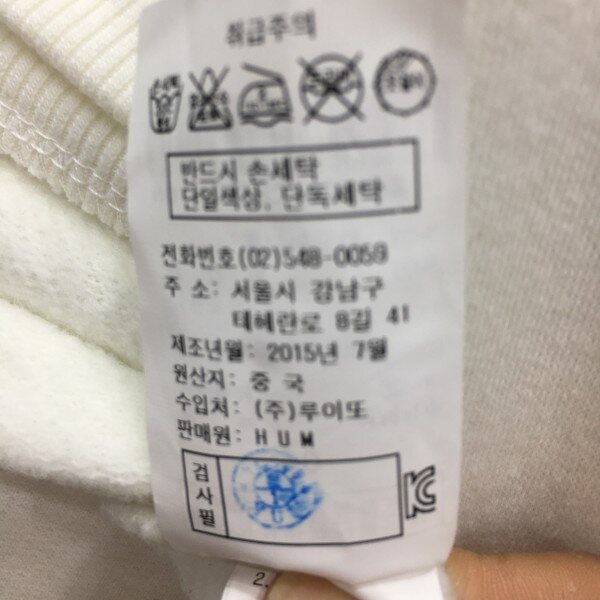 취급주의
반드시 손세탁
단일색상, 단독세탁
전화번호(02)548-0059
주 소: 서울시 강남구
테헤란로 8길 41
제조년월: 2015년 7월
원산지: 중 국
수입처: (주)루이또
판매원: HUM
검사필
2.